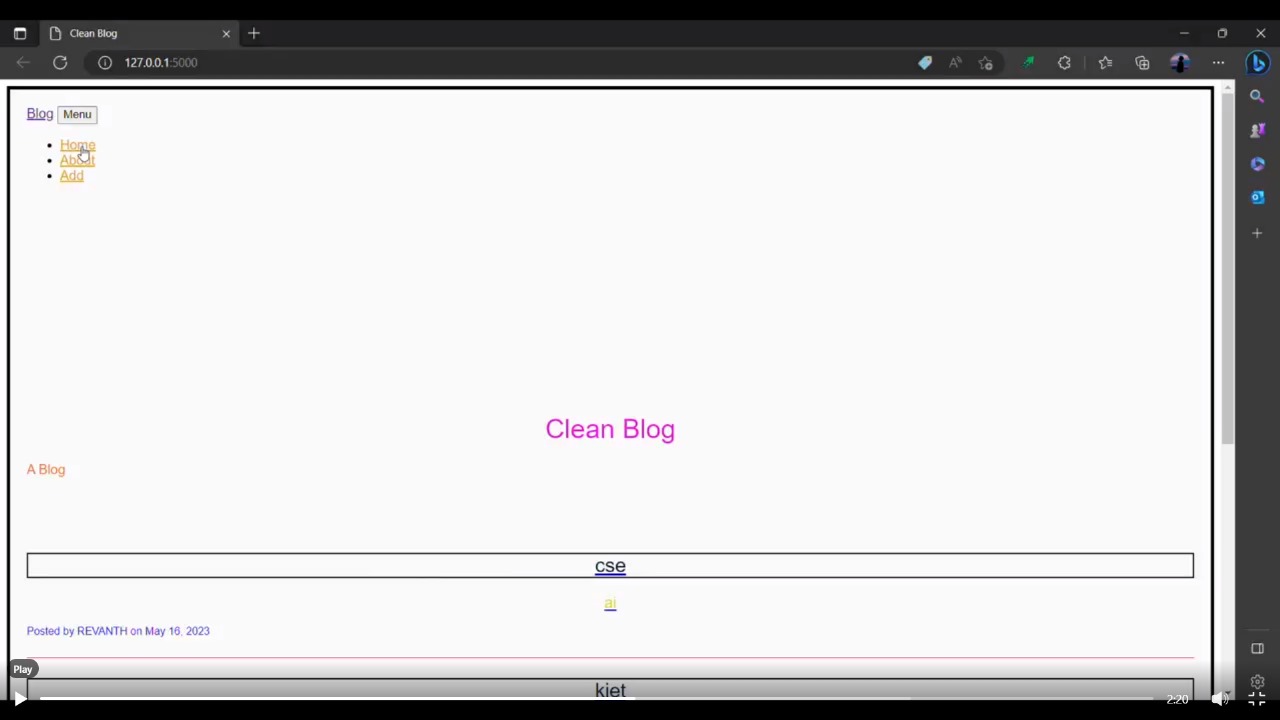 Clean Blog
127.0.0.1:5000
Blog Menu
Home
About
Add
Clean Blog
A Blog
cse
ai
Posted by REVANTH on May 16, 2023
Play
kiet
2:20